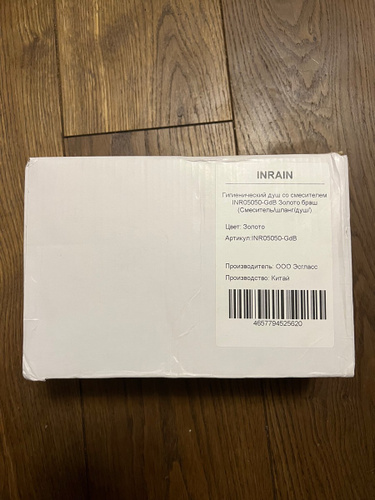 INRAIN
Гигиенический душ со смесителем
INR05050-GdB Золото браш
(Смеситель/шланг/душ/)
Цвет: Золото
Артикул:INR05050-GdB
Производитель: ООО Эсгласс
Производство: Китай
4657794525620